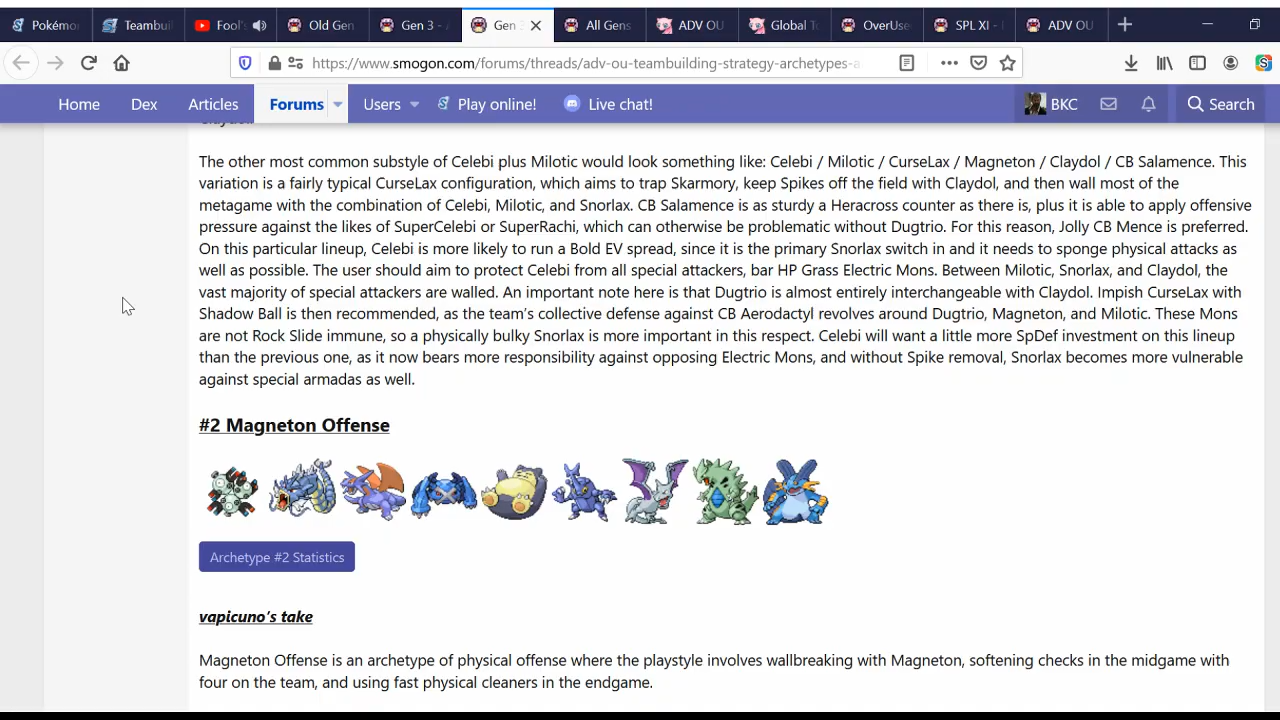 Pokémo Teambuil Fool' Old Gen Gen 3 - A Gen All Gens ADV OU Global To OverUse SPL XI - ADV OU
https://www.smogon.com/forums/threads/adv-ou-teambuilding-strategy-archetypes-a
Home Dex Articles Forums Users Play online! Live chat! BKC Search
The other most common substyle of Celebi plus Milotic would look something like: Celebi / Milotic / CurseLax / Magneton / Claydol / CB Salamence. This
variation is a fairly typical CurseLax configuration, which aims to trap Skarmory, keep Spikes off the field with Claydol, and then wall most of the
metagame with the combination of Celebi, Milotic, and Snorlax. CB Salamence is as sturdy a Heracross counter as there is, plus it is able to apply offensive
pressure against the likes of SuperCelebi or SuperRachi, which can otherwise be problematic without Dugtrio. For this reason, Jolly CB Mence is preferred.
On this particular lineup, Celebi is more likely to run a Bold EV spread, since it is the primary Snorlax switch in and it needs to sponge physical attacks as
well as possible. The user should aim to protect Celebi from all special attackers, bar HP Grass Electric Mons. Between Milotic, Snorlax, and Claydol, the
vast majority of special attackers are walled. An important note here is that Dugtrio is almost entirely interchangeable with Claydol. Impish CurseLax with
Shadow Ball is then recommended, as the team's collective defense against CB Aerodactyl revolves around Dugtrio, Magneton, and Milotic. These Mons
are not Rock Slide immune, so a physically bulky Snorlax is more important in this respect. Celebi will want a little more SpDef investment on this lineup
than the previous one, as it now bears more responsibility against opposing Electric Mons, and without Spike removal, Snorlax becomes more vulnerable
against special armadas as well.
#2 Magneton Offense
Archetype #2 Statistics
vapicuno's take
Magneton Offense is an archetype of physical offense where the playstyle involves wallbreaking with Magneton, softening checks in the midgame with
four on the team, and using fast physical cleaners in the endgame.